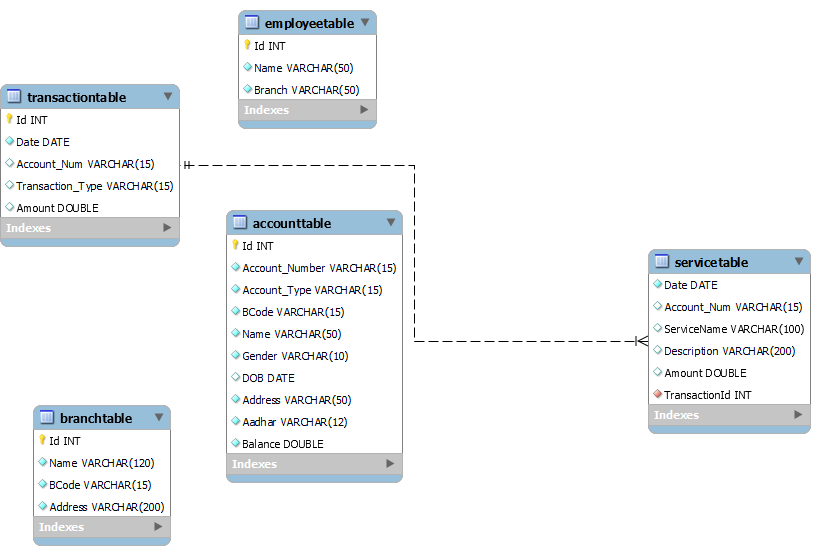 employeetable
Id INT
Name VARCHAR(50)
Branch VARCHAR(50)
Indexes
transactiontable
Id INT
Date DATE
Account_Num VARCHAR(15)
Transaction_Type VARCHAR(15)
Amount DOUBLE
Indexes
accounttable
Id INT
Account_Number VARCHAR(15)
Account_Type VARCHAR(15)
BCode VARCHAR(15)
Name VARCHAR(50)
Gender VARCHAR(10)
DOB DATE
Address VARCHAR(50)
Aadhar VARCHAR(12)
Balance DOUBLE
Indexes
servicetable
Date DATE
Account_Num VARCHAR(15)
ServiceName VARCHAR(100)
Description VARCHAR(200)
Amount DOUBLE
TransactionId INT
Indexes
branchtable
Id INT
Name VARCHAR(120)
BCode VARCHAR(15)
Address VARCHAR(200)
Indexes